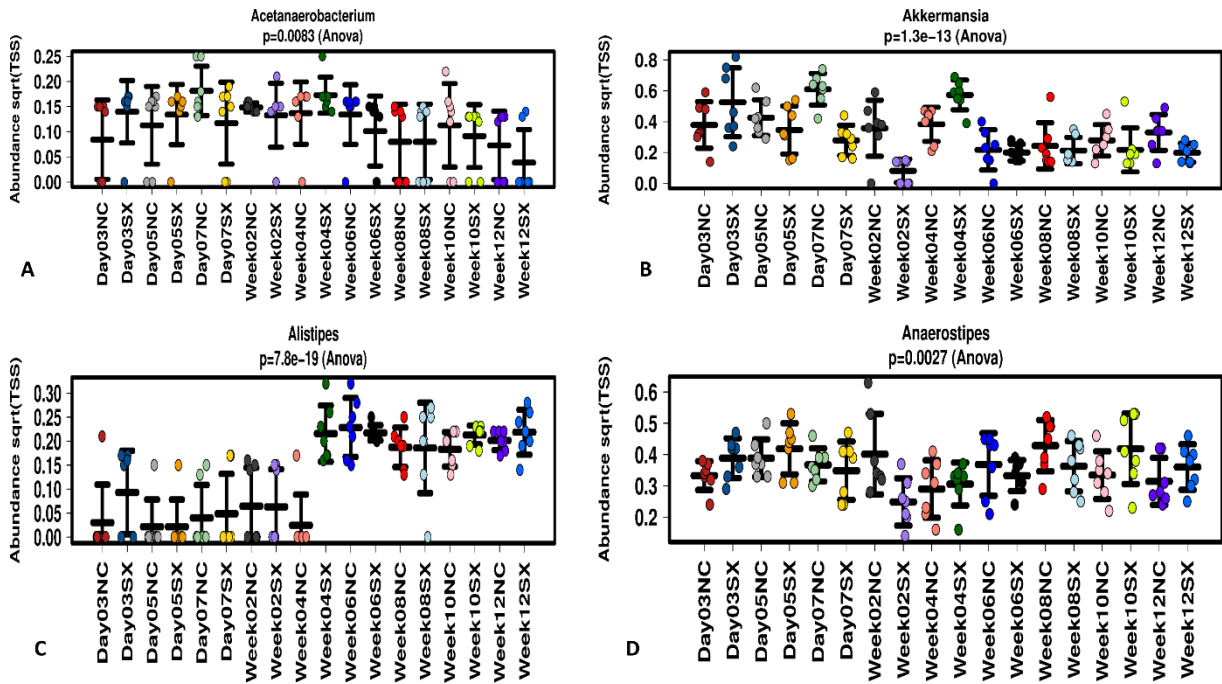 Acetanaerobacterium
p=0.0083 (Anova)
Abundance sqrt(TSS)
0.25
0.20
0.15
0.10
0.05
0.00
Day03NC
Day03SX
Day05NC
Day05SX
Day07NC
Day07SX
Week02NC
Week02SX
Week04NC
Week04SX
Week06NC
Week06SX
Week08NC
Week08SX
Week10NC
Week10SX
Week12NC
Week12SX
A
Akkermansia
p=1.3e−13 (Anova)
Abundance sqrt(TSS)
0.8
0.6
0.4
0.2
0.0
Day03NC
Day03SX
Day05NC
Day05SX
Day07NC
Day07SX
Week02NC
Week02SX
Week04NC
Week04SX
Week06NC
Week06SX
Week08NC
Week08SX
Week10NC
Week10SX
Week12NC
Week12SX
B
Alistipes
p=7.8e−19 (Anova)
Abundance sqrt(TSS)
0.30
0.25
0.20
0.15
0.10
0.05
0.00
Day03NC
Day03SX
Day05NC
Day05SX
Day07NC
Day07SX
Week02NC
Week02SX
Week04NC
Week04SX
Week06NC
Week06SX
Week08NC
Week08SX
Week10NC
Week10SX
Week12NC
Week12SX
C
Anaerostipes
p=0.0027 (Anova)
Abundance sqrt(TSS)
0.6
0.5
0.4
0.3
0.2
Day03NC
Day03SX
Day05NC
Day05SX
Day07NC
Day07SX
Week02NC
Week02SX
Week04NC
Week04SX
Week06NC
Week06SX
Week08NC
Week08SX
Week10NC
Week10SX
Week12NC
Week12SX
D